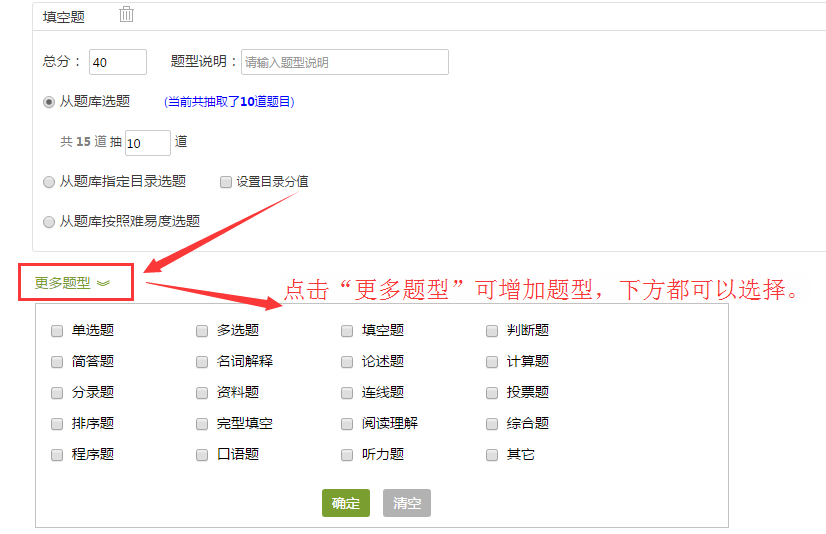 填空题
总分： 40 题型说明： 请输入题型说明
从题库选题 (当前共抽取了10道题目)
共 15 道 抽 10 道
从题库指定目录选题 设置目录分值
从题库按照难易度选题
更多题型
点击“更多题型”可增加题型，下方都可以选择。
单选题 多选题 填空题 判断题
简答题 名词解释 论述题 计算题
分录题 资料题 连线题 投票题
排序题 完型填空 阅读理解 综合题
程序题 口语题 听力题 其它
确定 清空